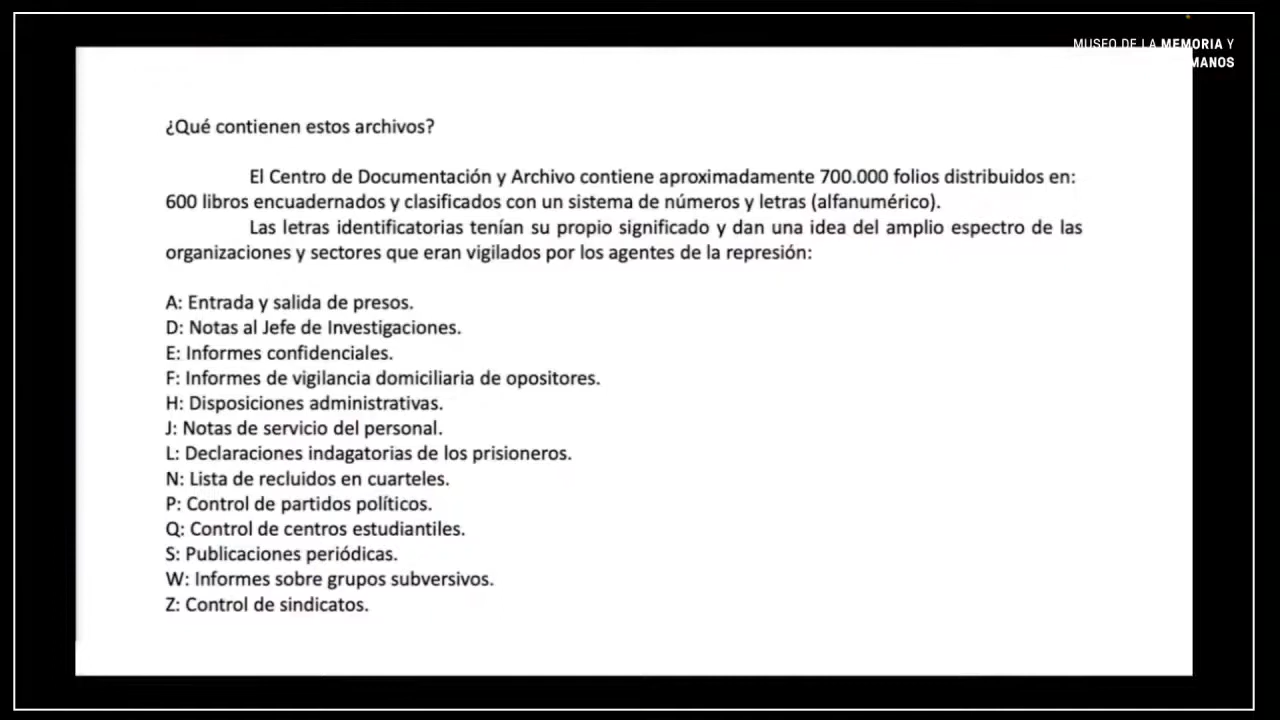 MUSEO DE LA MEMORIA Y
MANOS
¿Qué contienen estos archivos?
El Centro de Documentación y Archivo contiene aproximadamente 700.000 folios distribuidos en:
600 libros encuadernados y clasificados con un sistema de números y letras (alfanumérico).
Las letras identificatorias tenían su propio significado y dan una idea del amplio espectro de las
organizaciones y sectores que eran vigilados por los agentes de la represión:
A: Entrada y salida de presos.
D: Notas al Jefe de Investigaciones.
E: Informes confidenciales.
F: Informes de vigilancia domiciliaria de opositores.
H: Disposiciones administrativas.
J: Notas de servicio del personal.
L: Declaraciones indagatorias de los prisioneros.
N: Lista de recluidos en cuarteles.
P: Control de partidos políticos.
Q: Control de centros estudiantiles.
S: Publicaciones periódicas.
W: Informes sobre grupos subversivos.
Z: Control de sindicatos.